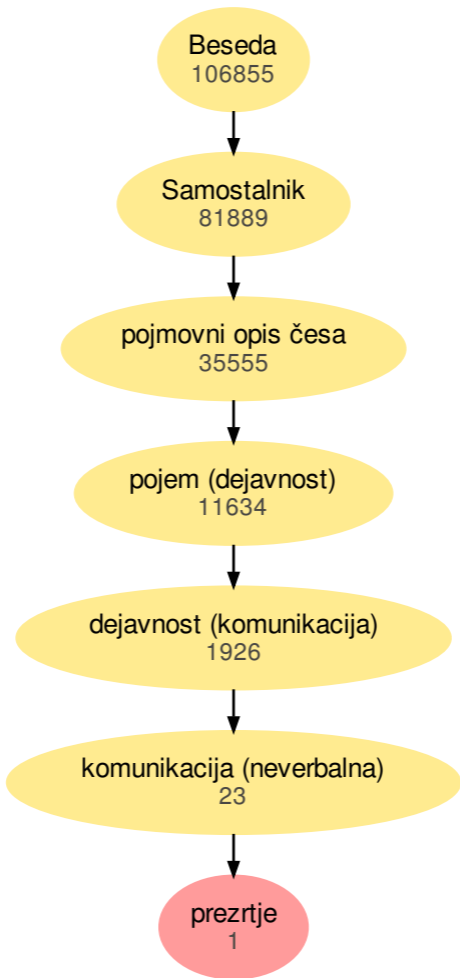 Beseda
106855
Samostalnik
81889
pojmovni opis česa
35555
pojem (dejavnost)
11634
dejavnost (komunikacija)
1926
komunikacija (neverbalna)
23
prezrtje
1